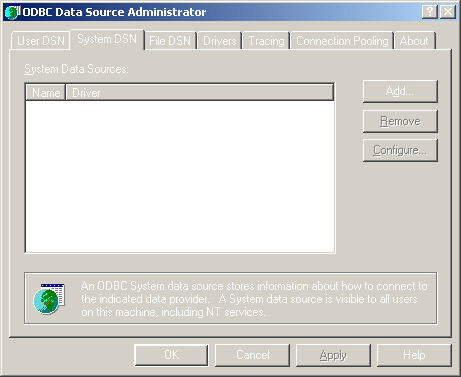 ODBC Data Source Administrator
User DSN System DSN File DSN Drivers Tracing Connection Pooling About
System Data Sources:
Name Driver
Add...
Remove
Configure...
An ODBC System data source stores information about how to connect to
the indicated data provider. A System data source is visible to all users
on this machine, including NT services.
OK Cancel Apply Help